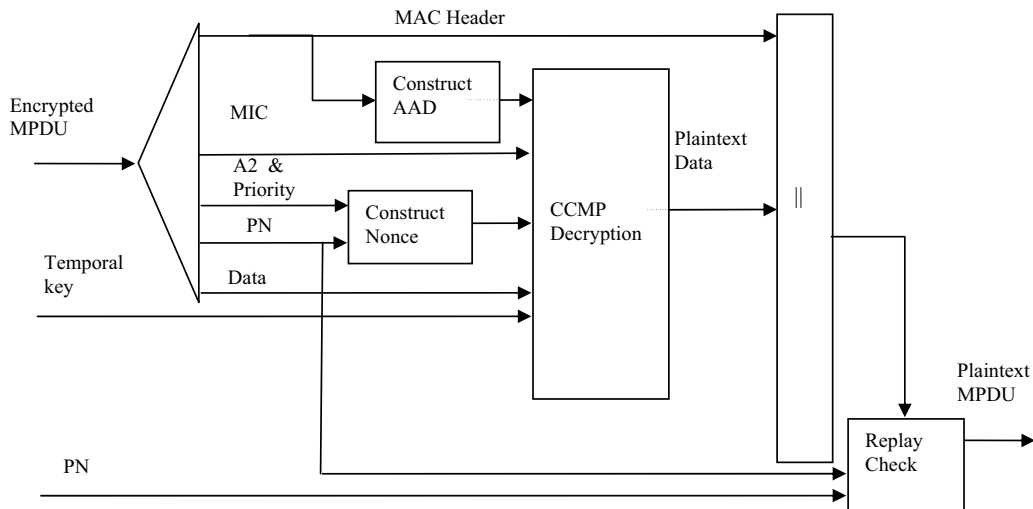 MAC Header
Construct
AAD
Encrypted
MPDU
MIC
Plaintext
Data
A2 &
Priority
||
Construct
Nonce
CCMP
Decryption
PN
Temporal
key
Data
Plaintext
MPDU
Replay
Check
PN